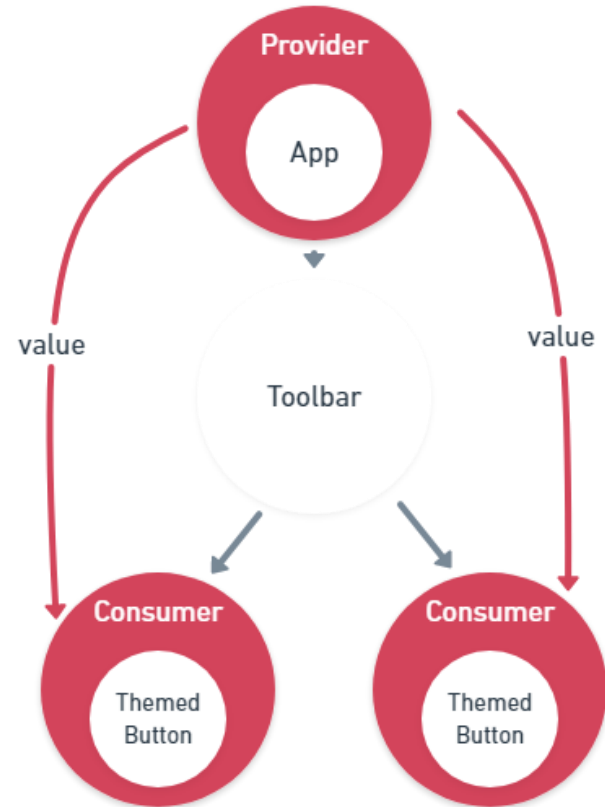 Provider
App
value
value
Toolbar
Consumer
Consumer
Themed
Button
Themed
Button